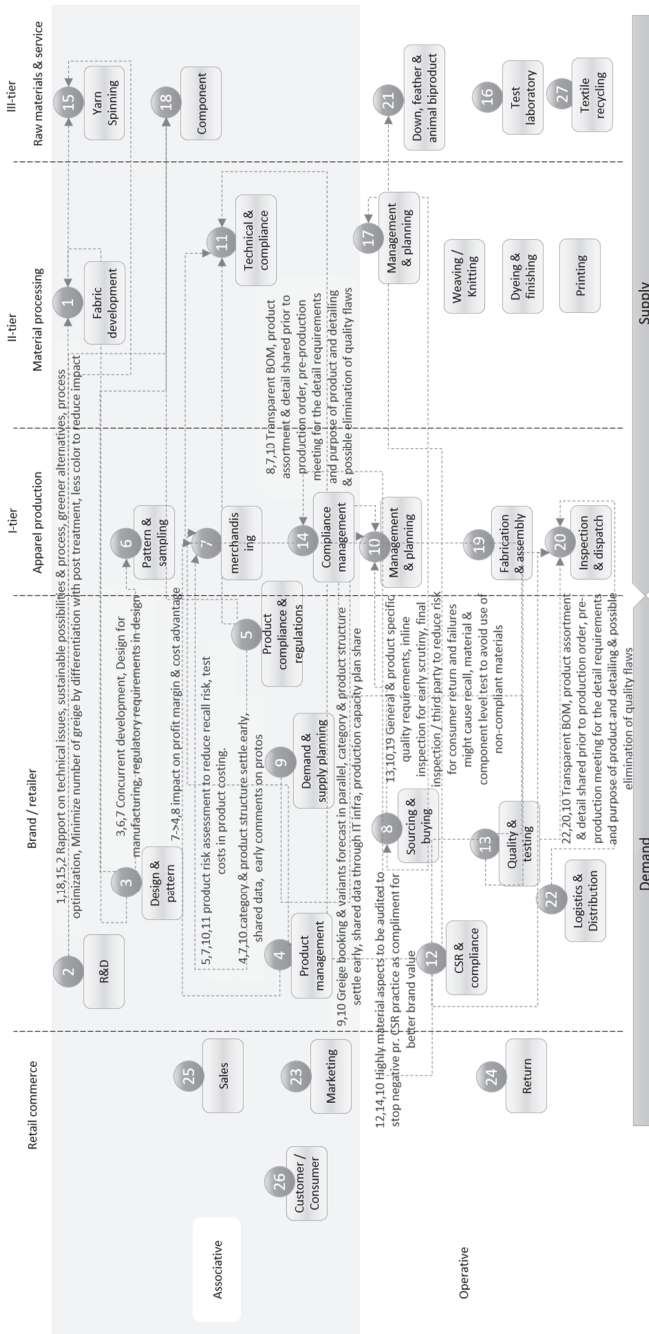 Retail commerce
Brand / retailer
I-tier
Apparel production
II-tier
Material processing
III-tier
Raw materials & service
Associative
Operative
26
Customer /
Consumer
25
Sales
23
Marketing
24
Return
2
R&D
1,18,15,2 Rapport on technical issues, sustainable possibilities & process, greener alternatives, process
optimization, Minimize number of greige by differentiation with post treatment, less color to reduce impact
3
Design &
pattern
3,6,7 Concurrent development, Design for
manufacturing, regulatory requirements in design
7->4,8 impact on profit margin & cost advantage
5,7,10,11 product risk assessment to reduce recall risk, test
costs in product costing.
4,7,10 category & product structure settle early,
shared data, early comments on protos
4
Product
management
9
Demand &
supply planning
5
Product
compliance &
regulations
9,10 Greige booking & variants forecast in parallel, category & product structure
settle early, shared data through IT infra, production capacity plan share
12,14,10 Highly material aspects to be audited to
stop negative pr. CSR practice as compliment for
better brand value
12
CSR &
compliance
8
Sourcing &
buying
13,10,19 General & product specific
quality requirements, inline
inspection for early scrutiny, final
inspection / third party to reduce risk
for consumer return and failures
might cause recall, material &
component level test to avoid use of
non-compliant materials
13
Quality &
testing
22
Logistics &
Distribution
22,20,10 Transparent BOM, product assortment
& detail shared prior to production order, pre-
production meeting for the detail requirements
and purpose of product and detailing & possible
elimination of quality flaws
6
Pattern &
sampling
7
merchandis
ing
14
Compliance
management
10
Management
& planning
19
Fabrication
& assembly
20
Inspection
& dispatch
1
Fabric
development
11
Technical &
compliance
8,7,10 Transparent BOM, product
assortment & detail shared prior to
production order, pre-production
meeting for the detail requirements
and purpose of product and detailing
& possible elimination of quality flaws
17
Management
& planning
Weaving /
Knitting
Dyeing &
finishing
Printing
15
Yarn
Spinning
18
Component
21
Down, feather &
animal biproduct
16
Test
laboratory
27
Textile
recycling
Demand
Supply